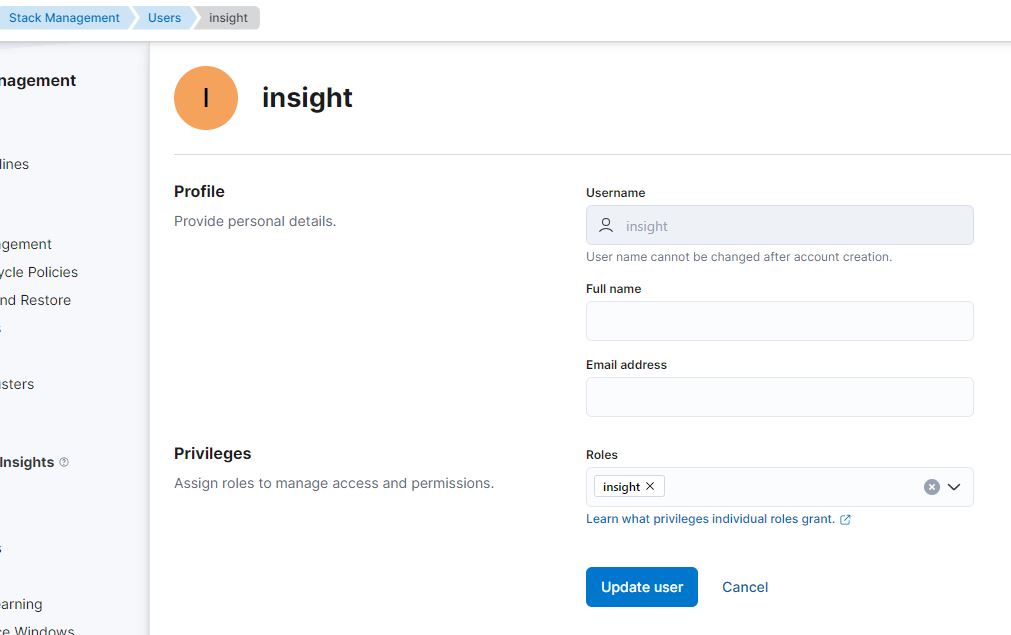 Stack Management
Users
insight
nagement
lines
gement
ycle Policies
nd Restore
s
sters
Insights
s
earning
ce Windows
I
insight
Profile
Provide personal details.
Username
insight
User name cannot be changed after account creation.
Full name
Email address
Privileges
Assign roles to manage access and permissions.
Roles
insight
Learn what privileges individual roles grant.
Update user
Cancel